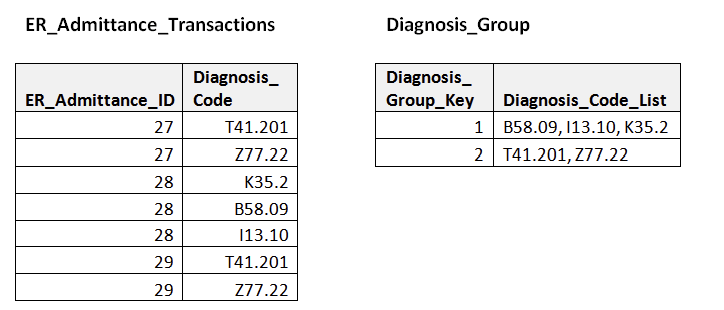 ER_Admittance_Transactions
ER_Admittance_ID Diagnosis_
Code
27 T41.201
27 Z77.22
28 K35.2
28 B58.09
28 I13.10
29 T41.201
29 Z77.22
Diagnosis_Group
Diagnosis_
Group_Key Diagnosis_Code_List
1 B58.09, I13.10, K35.2
2 T41.201, Z77.22